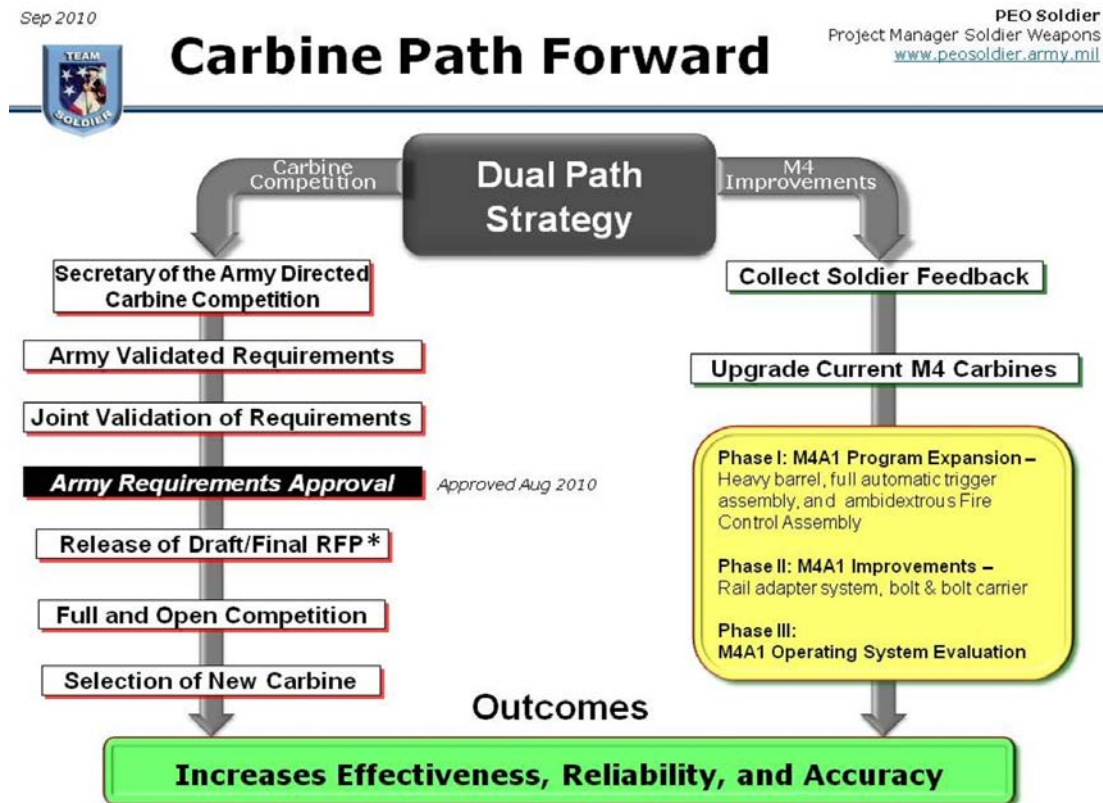 Sep 2010
PEO Soldier
Project Manager Soldier Weapons
www.peosoldier.army.mil
Carbine Path Forward
TEAM
SOLDIER
Carbine
Competition
Dual Path
Strategy
M4
Improvements
Secretary of the Army Directed
Carbine Competition
Army Validated Requirements
Joint Validation of Requirements
Army Requirements Approval
Approved Aug 2010
Release of Draft/Final RFP*
Full and Open Competition
Selection of New Carbine
Collect Soldier Feedback
Upgrade Current M4 Carbines
Phase I: M4A1 Program Expansion –
Heavy barrel, full automatic trigger
assembly, and ambidextrous Fire
Control Assembly
Phase II: M4A1 Improvements –
Rail adapter system, bolt & bolt carrier
Phase III:
M4A1 Operating System Evaluation
Outcomes
Increases Effectiveness, Reliability, and Accuracy